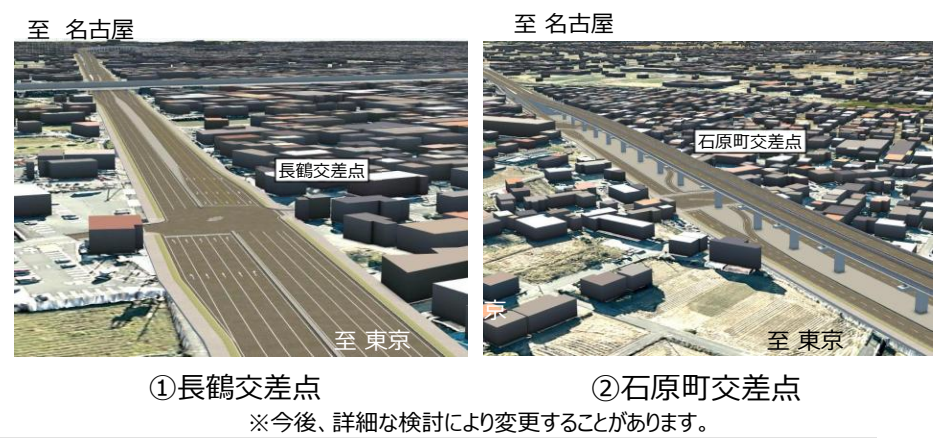 至 名古屋
長鶴交差点
至 東京
①長鶴交差点
至 名古屋
石原町交差点
京
至 東京
②石原町交差点
※今後、詳細な検討により変更することがあります。